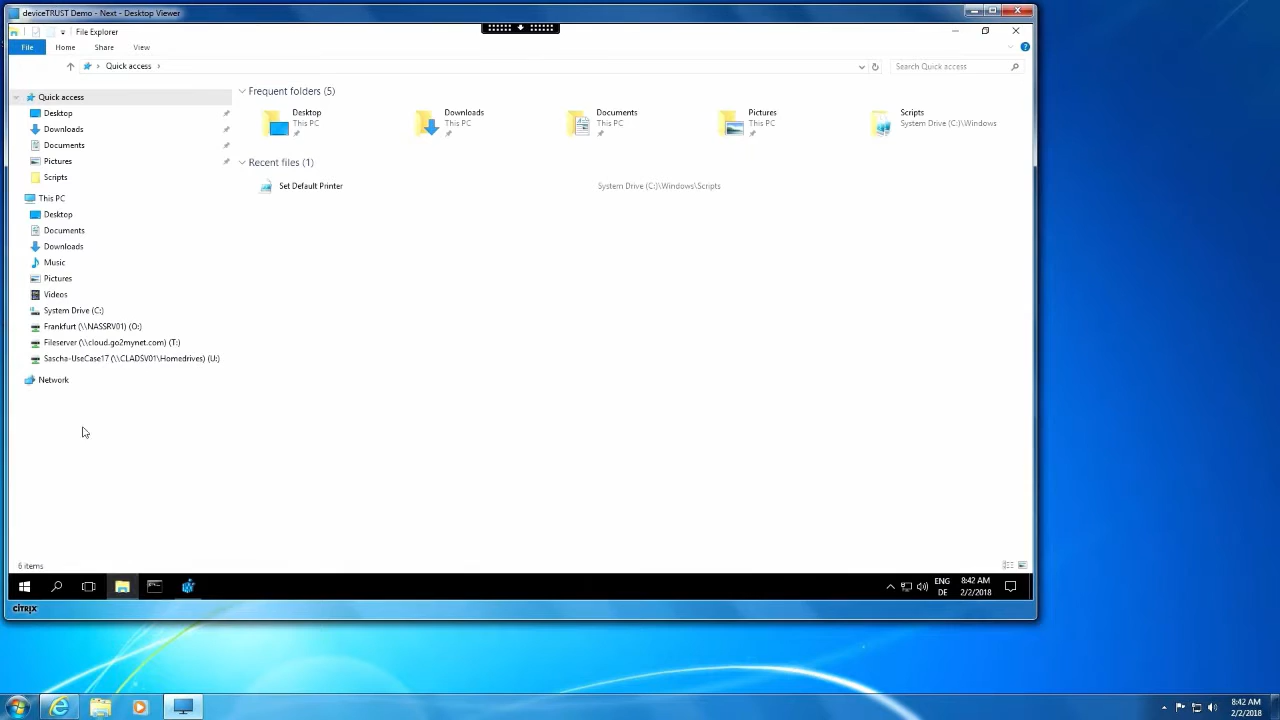 deviceTRUST Demo - Next - Desktop Viewer
File Explorer
File Home Share View
Quick access
Search Quick access
Quick access
Desktop
Downloads
Documents
Pictures
Scripts
This PC
Desktop
Documents
Downloads
Music
Pictures
Videos
System Drive (C:)
Frankfurt (\\NASSRV01) (O:)
Fileserver (\\cloud.go2mynet.com) (T:)
Sascha-UseCase17 (\\CLADSV01\Homedrives) (U:)
Network
Frequent folders (5)
Desktop
This PC
Downloads
This PC
Documents
This PC
Pictures
This PC
Scripts
System Drive (C:)\Windows
Recent files (1)
Set Default Printer System Drive (C:)\Windows\Scripts
6 items
ENG
DE
8:42 AM
2/2/2018
CITRIX
8:42 AM
2/2/2018